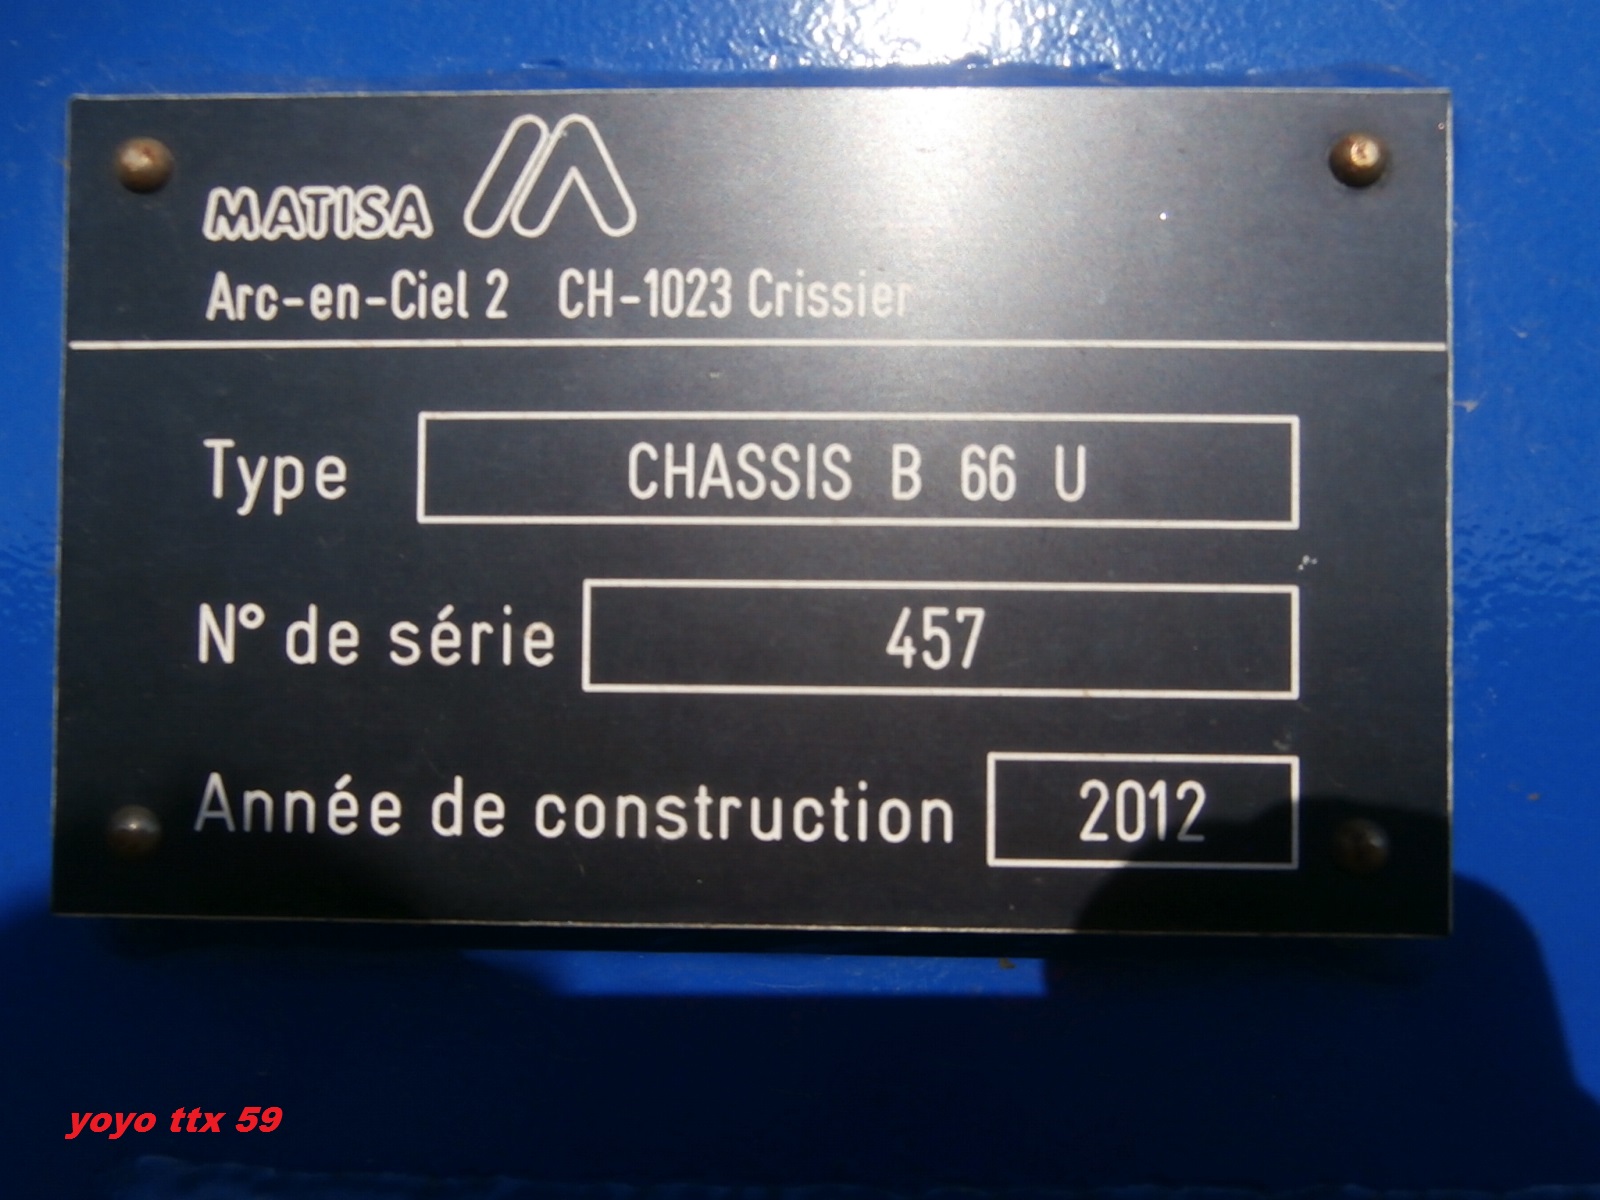 MATISA
Arc-en-Ciel 2 CH-1023 Crissier
Type CHASSIS B 66 U
N° de série 457
Année de construction 2012
yoyo ttx 59